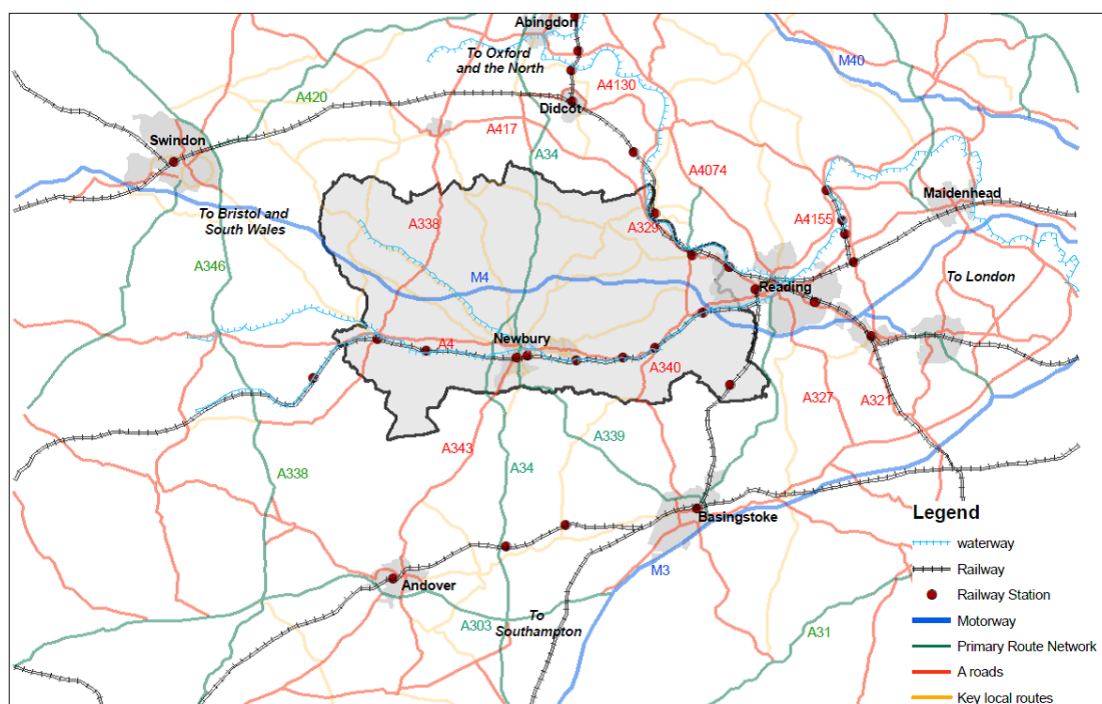 Abingdon
To Oxford
and the North
M40
A4130
A420
Didcot
A417
Swindon
A34
A4074
Maidenhead
To Bristol and
South Wales
A338
A329
A4155
A346
M4
Reading
To London
Newbury
A4
A340
A327
A321
A343
A339
A338
A34
Basingstoke
M3
Andover
A303
To
Southampton
A31
Legend
waterway
Railway
Railway Station
Motorway
Primary Route Network
A roads
Key local routes